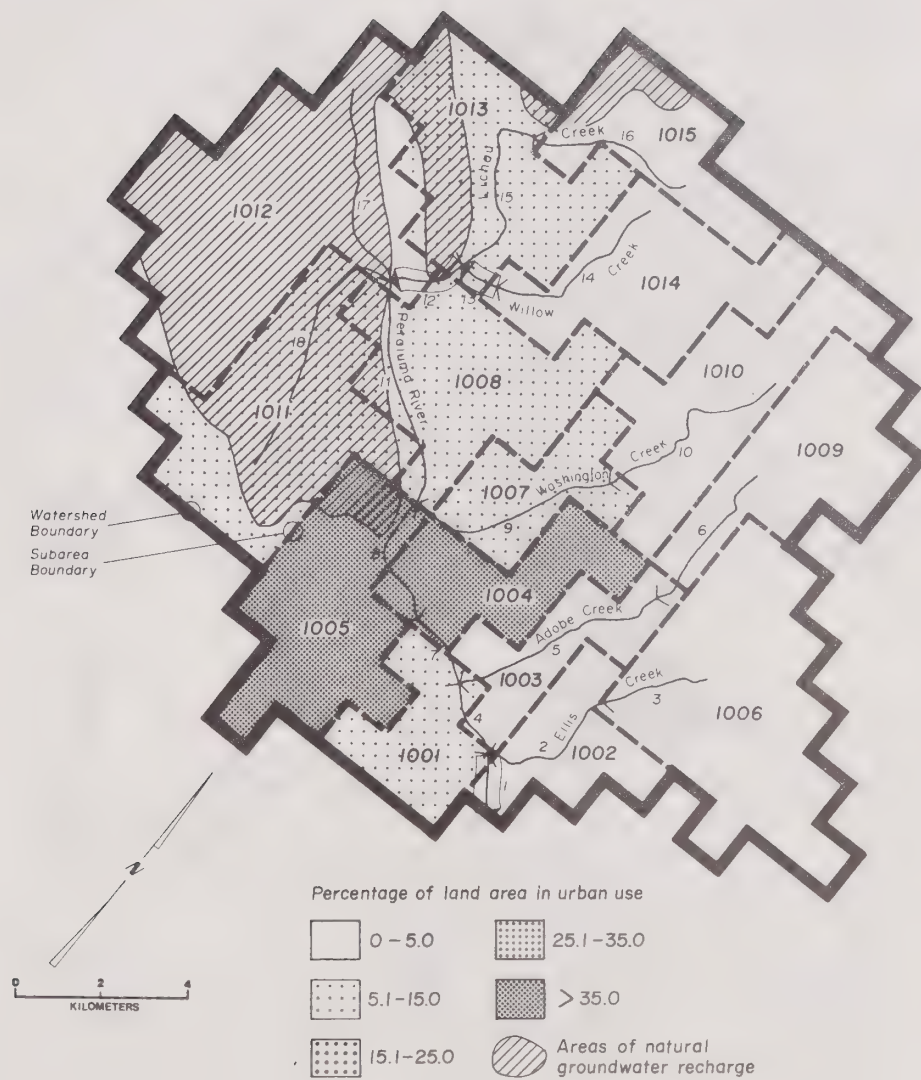 1013
Creek
16
1015
Lichau
15
1012
17
14
Creek
1014
12
13
Willow
18
11
Petaluma River
1008
1010
1011
1009
Creek
10
1007
Washington
9
6
Watershed
Boundary
Subarea
Boundary
8
1004
1005
Adobe Creek
5
1003
Creek
3
1006
4
Ellis
2
1002
1001
1
N
0 2 4
KILOMETERS
Percentage of land area in urban use
0-5.0
25.1-35.0
5.1-15.0
> 35.0
15.1-25.0
Areas of natural
groundwater recharge